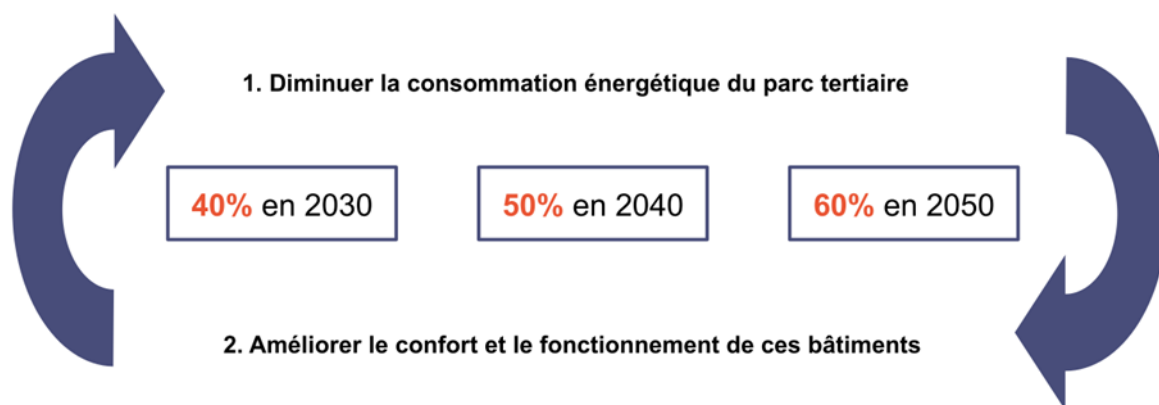 1. Diminuer la consommation énergétique du parc tertiaire
40% en 2030
50% en 2040
60% en 2050
2. Améliorer le confort et le fonctionnement de ces bâtiments